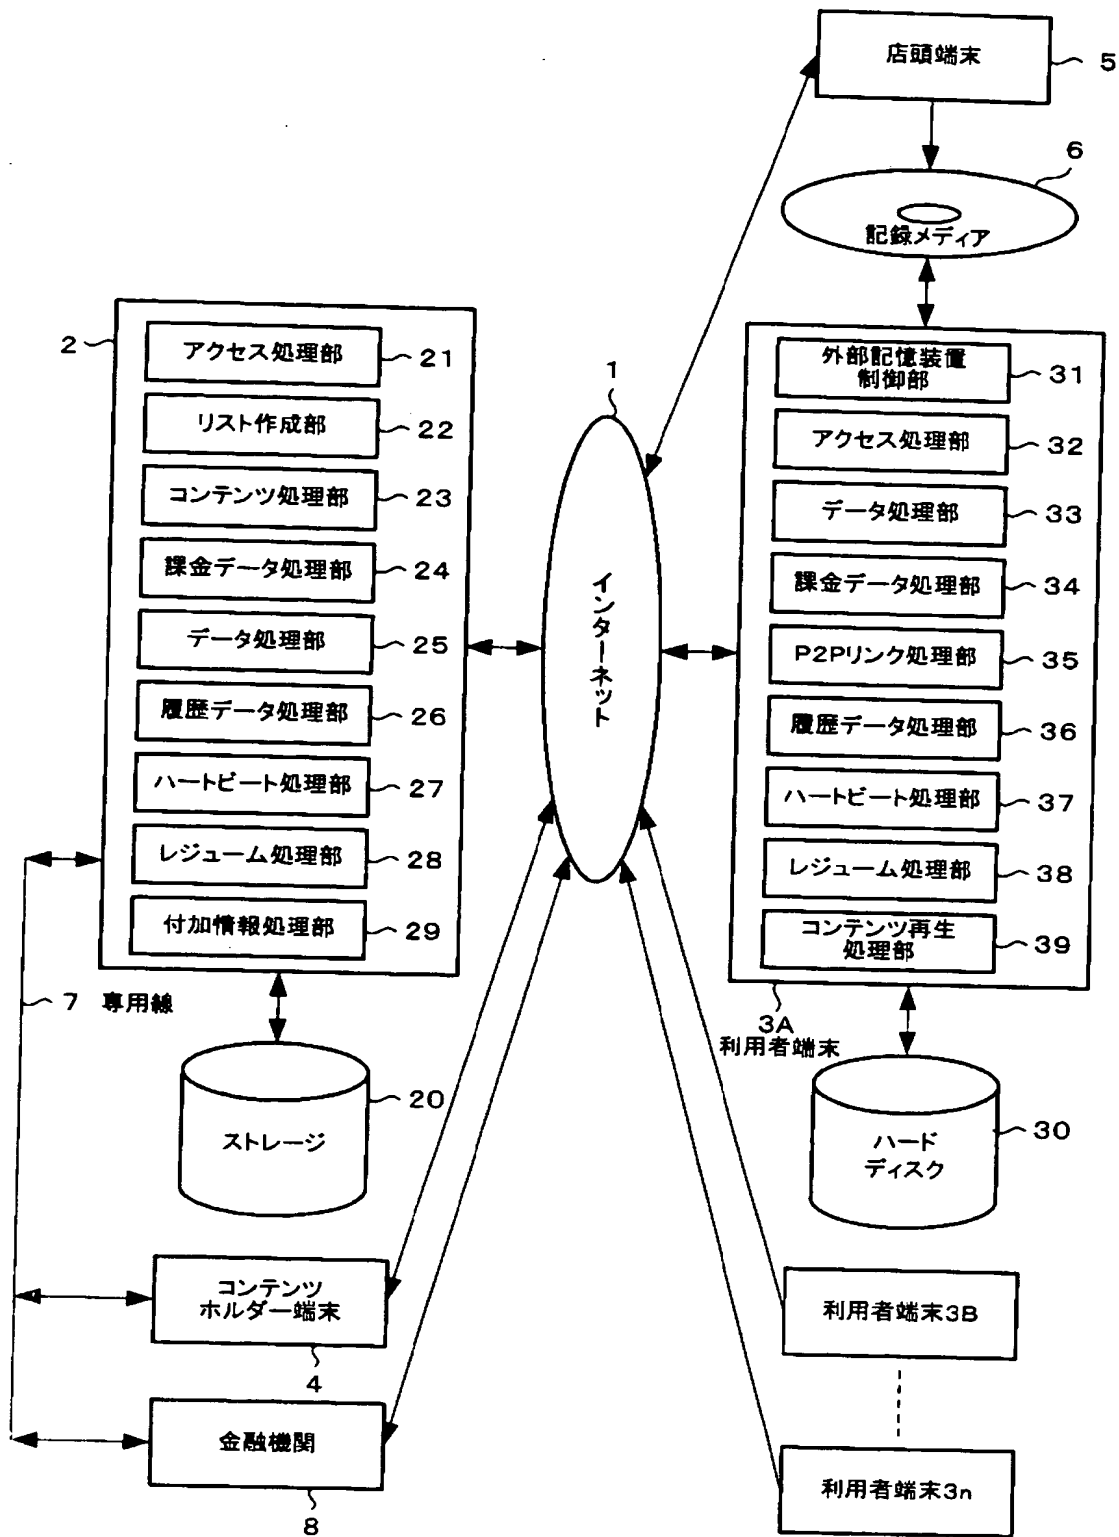 店頭端末
5
6
記録メディア
2
アクセス処理部
21
リスト作成部
22
コンテンツ処理部
23
課金データ処理部
24
データ処理部
25
履歴データ処理部
26
ハートビート処理部
27
レジューム処理部
28
付加情報処理部
29
7 専用線
ストレージ
20
コンテンツ
ホルダー端末
4
金融機関
8
1
インターネット
外部記憶装置
制御部
31
アクセス処理部
32
データ処理部
33
課金データ処理部
34
P2Pリンク処理部
35
履歴データ処理部
36
ハートビート処理部
37
レジューム処理部
38
コンテンツ再生
処理部
39
3A
利用者端末
ハード
ディスク
30
利用者端末3B
利用者端末3n